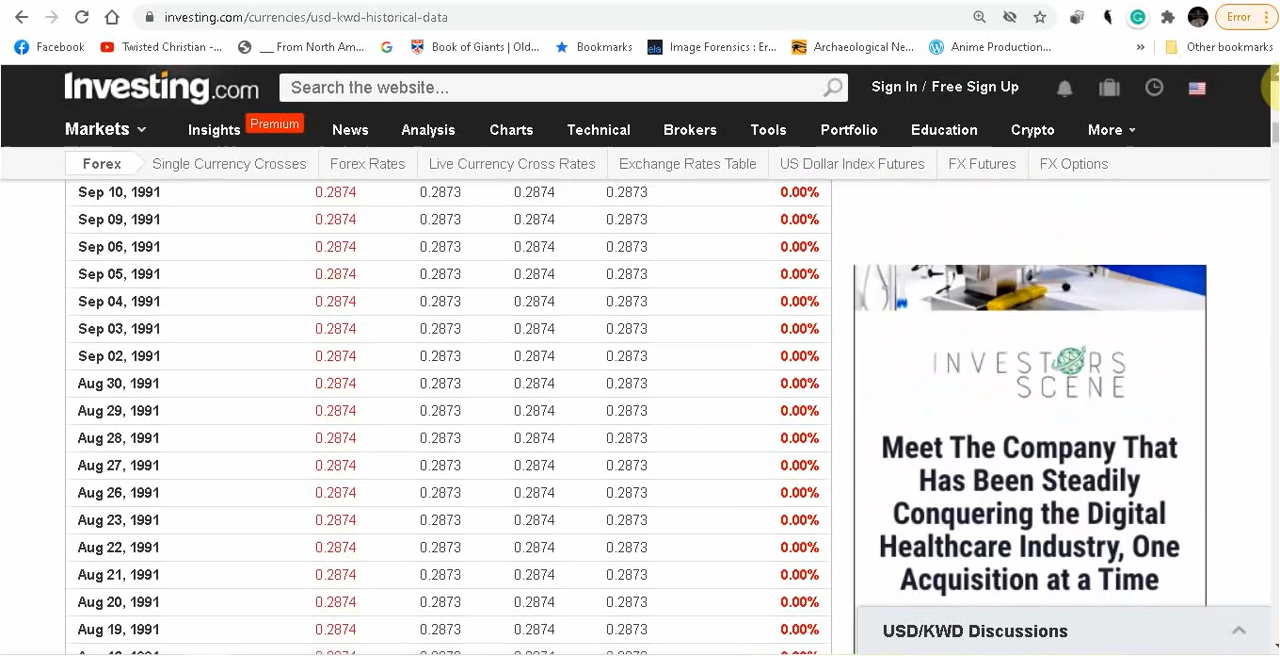 investing.com/currencies/usd-kwd-historical-data
Error
Facebook
Twisted Christian -...
___ From North Am...
Book of Giants | Old...
Bookmarks
Image Forensics : Er...
Archaeological Ne...
Anime Production...
»
Other bookmarks
Investing.com
Search the website...
Sign In / Free Sign Up
Markets
Insights
Premium
News
Analysis
Charts
Technical
Brokers
Tools
Portfolio
Education
Crypto
More
Forex
Single Currency Crosses
Forex Rates
Live Currency Cross Rates
Exchange Rates Table
US Dollar Index Futures
FX Futures
FX Options
Sep 10, 1991 0.2874 0.2873 0.2874 0.2873 0.00%
Sep 09, 1991 0.2874 0.2873 0.2874 0.2873 0.00%
Sep 06, 1991 0.2874 0.2873 0.2874 0.2873 0.00%
Sep 05, 1991 0.2874 0.2873 0.2874 0.2873 0.00%
Sep 04, 1991 0.2874 0.2873 0.2874 0.2873 0.00%
Sep 03, 1991 0.2874 0.2873 0.2874 0.2873 0.00%
Sep 02, 1991 0.2874 0.2873 0.2874 0.2873 0.00%
Aug 30, 1991 0.2874 0.2873 0.2874 0.2873 0.00%
Aug 29, 1991 0.2874 0.2873 0.2874 0.2873 0.00%
Aug 28, 1991 0.2874 0.2873 0.2874 0.2873 0.00%
Aug 27, 1991 0.2874 0.2873 0.2874 0.2873 0.00%
Aug 26, 1991 0.2874 0.2873 0.2874 0.2873 0.00%
Aug 23, 1991 0.2874 0.2873 0.2874 0.2873 0.00%
Aug 22, 1991 0.2874 0.2873 0.2874 0.2873 0.00%
Aug 21, 1991 0.2874 0.2873 0.2874 0.2873 0.00%
Aug 20, 1991 0.2874 0.2873 0.2874 0.2873 0.00%
Aug 19, 1991 0.2874 0.2873 0.2874 0.2873 0.00%
INVESTORS
SCENE
Meet The Company That
Has Been Steadily
Conquering the Digital
Healthcare Industry, One
Acquisition at a Time
USD/KWD Discussions